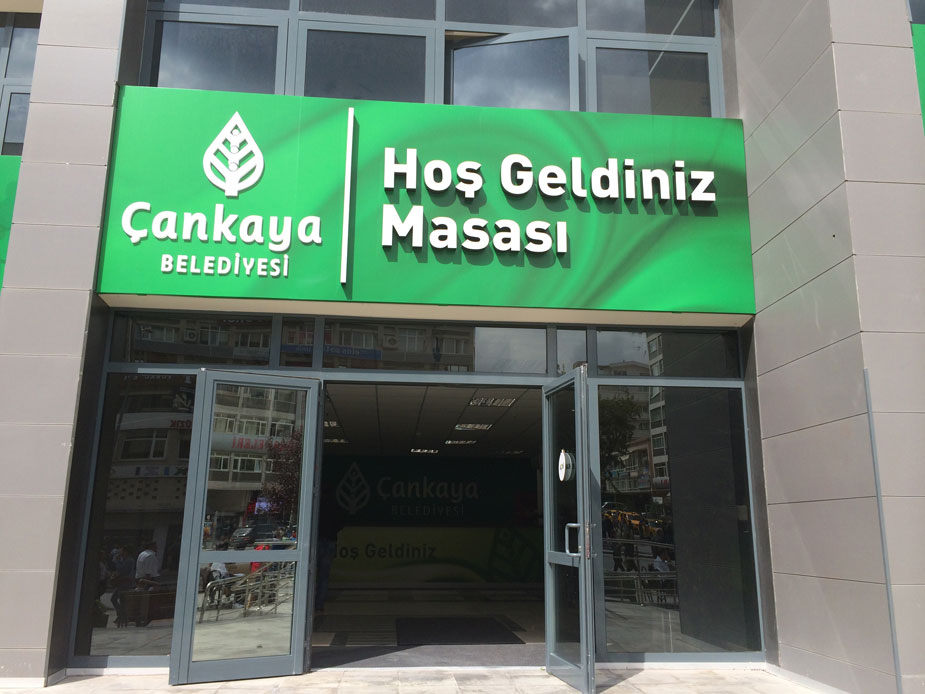 Çankaya
BELEDİYESİ
Hoş Geldiniz
Masası
Çankaya
BELEDİYESİ
Hoş Geldiniz